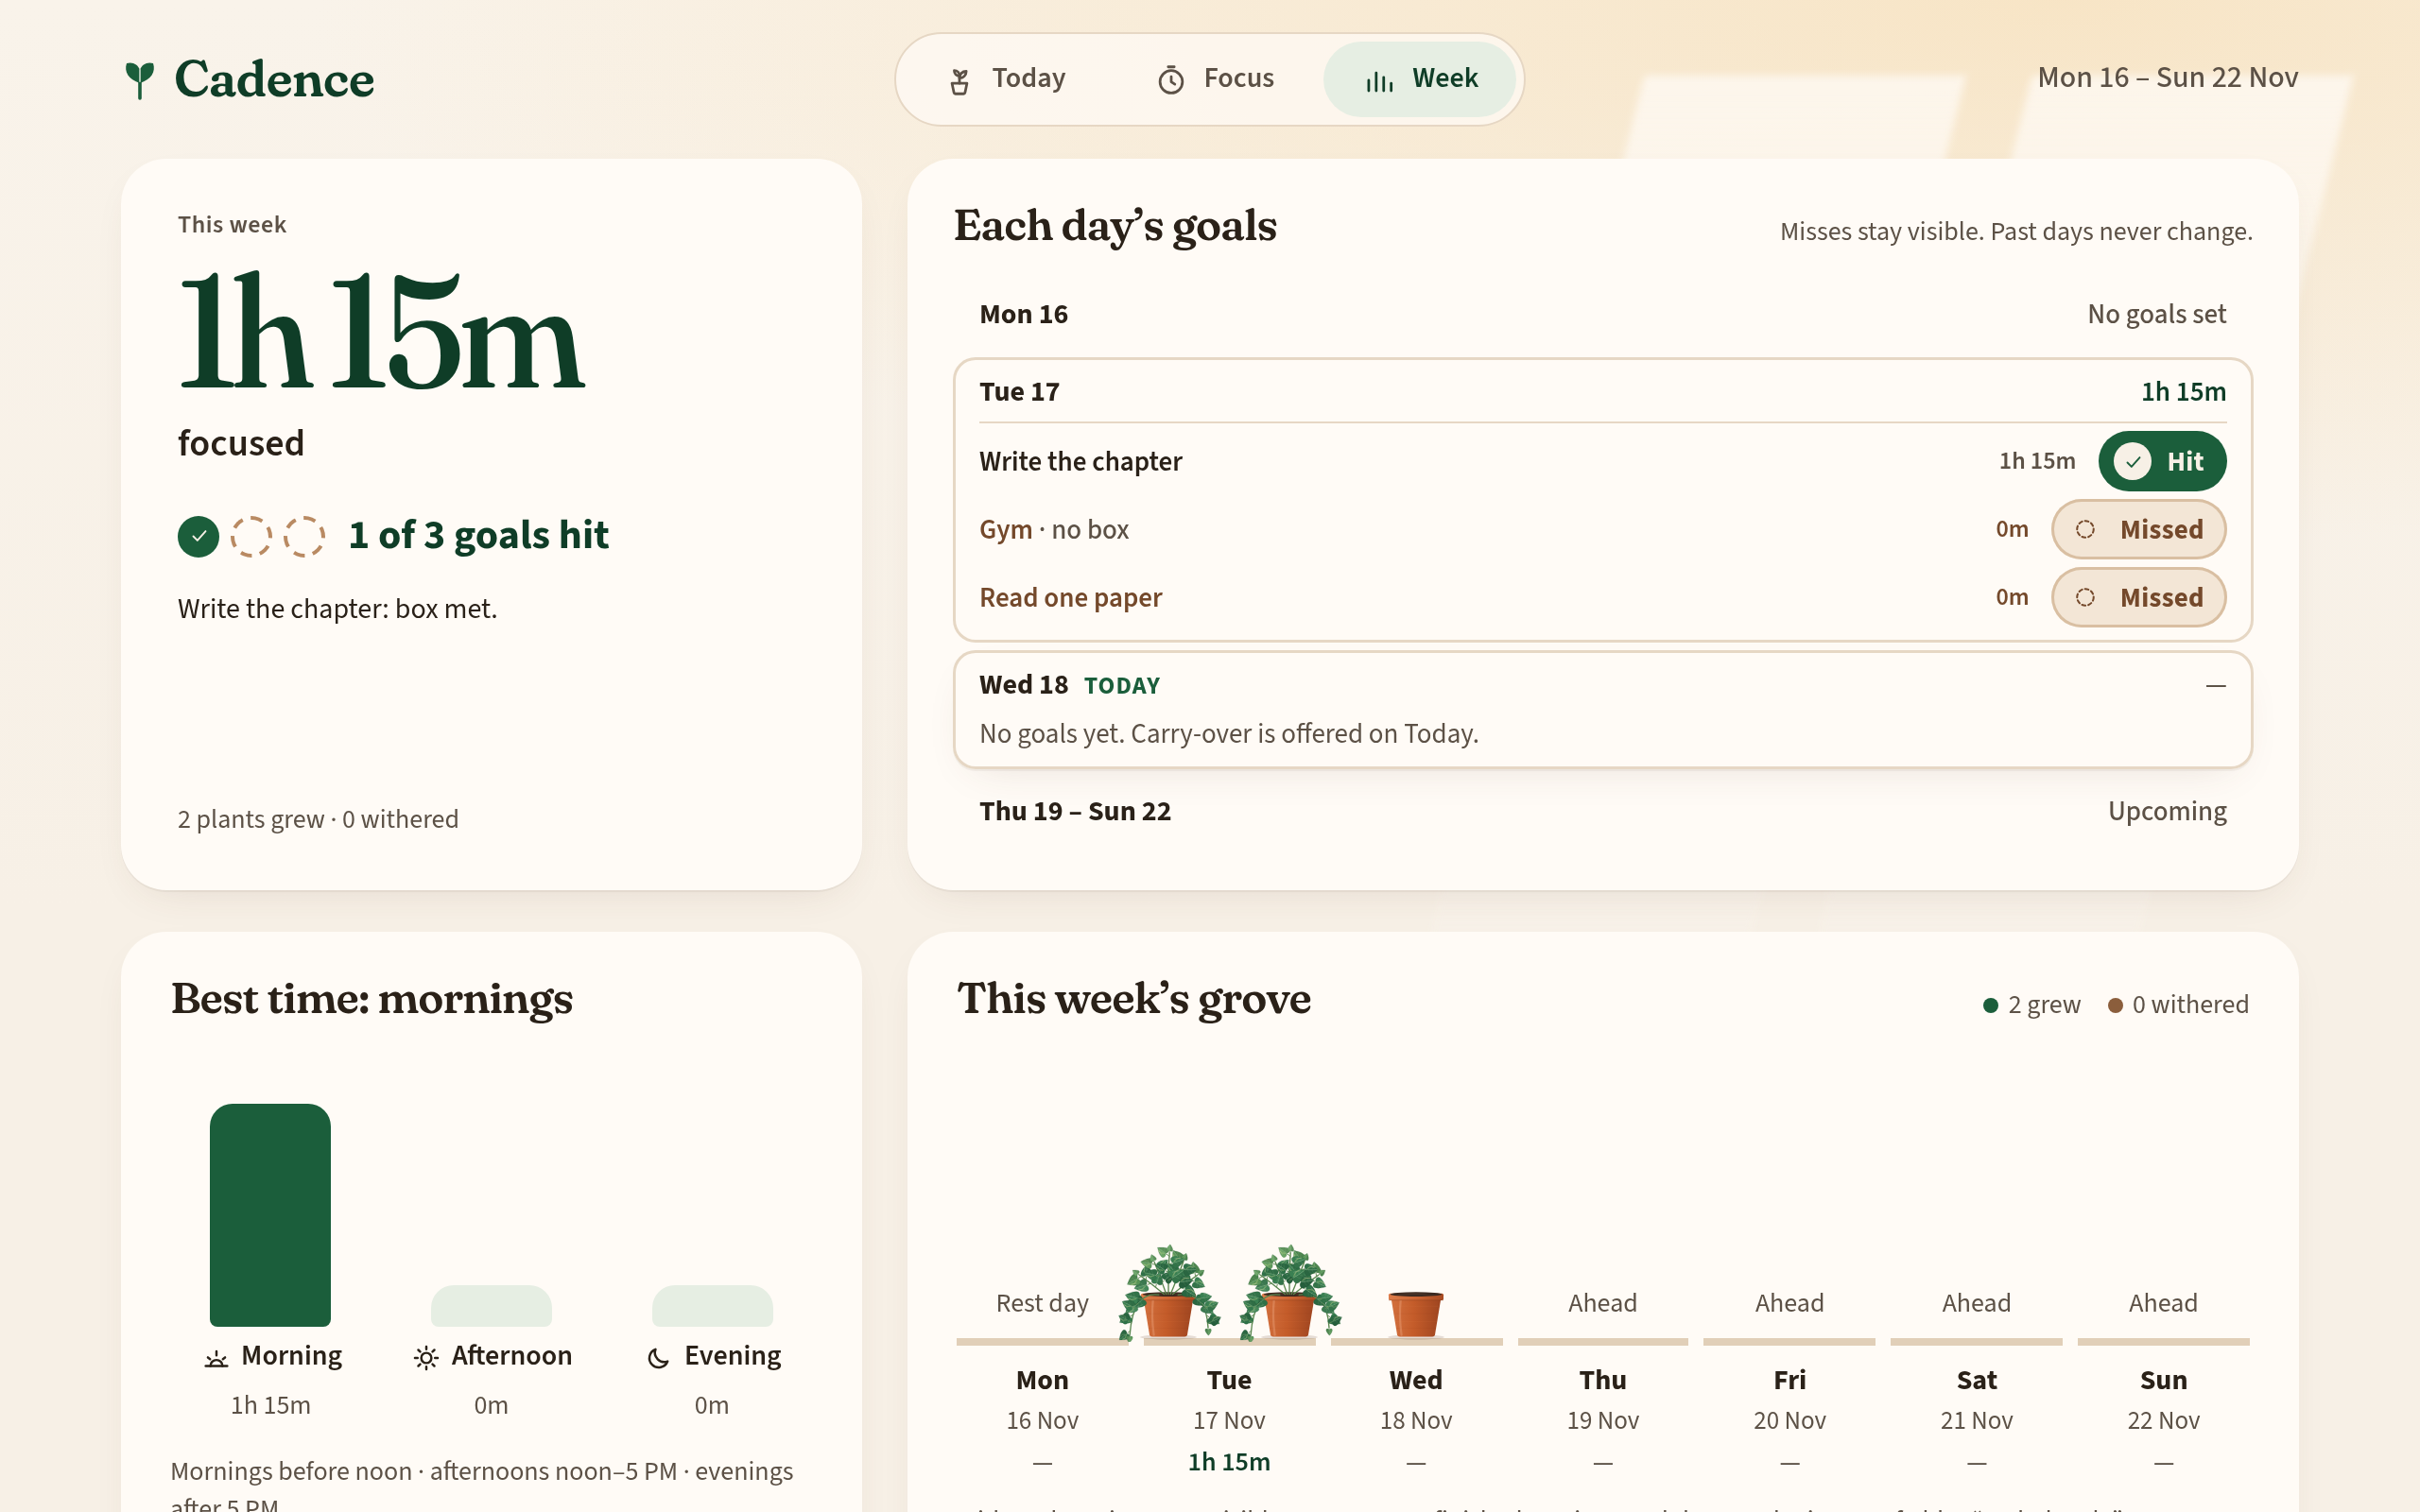 Cadence
Today
Focus
Week
Mon 16 – Sun 22 Nov
This week
1h 15m
focused
1 of 3 goals hit
Write the chapter: box met.
2 plants grew · 0 withered
Each day’s goals
Misses stay visible. Past days never change.
Mon 16
No goals set
Tue 17
1h 15m
Write the chapter
1h 15m
Hit
Gym · no box
0m
Missed
Read one paper
0m
Missed
Wed 18 TODAY
—
No goals yet. Carry-over is offered on Today.
Thu 19 – Sun 22
Upcoming
Best time: mornings
Morning
Afternoon
Evening
1h 15m
0m
0m
Mornings before noon · afternoons noon–5 PM · evenings
after 5 PM
This week’s grove
2 grew
0 withered
Rest day
Ahead
Ahead
Ahead
Ahead
Mon
Tue
Wed
Thu
Fri
Sat
Sun
16 Nov
17 Nov
18 Nov
19 Nov
20 Nov
21 Nov
22 Nov
—
1h 15m
—
—
—
—
—